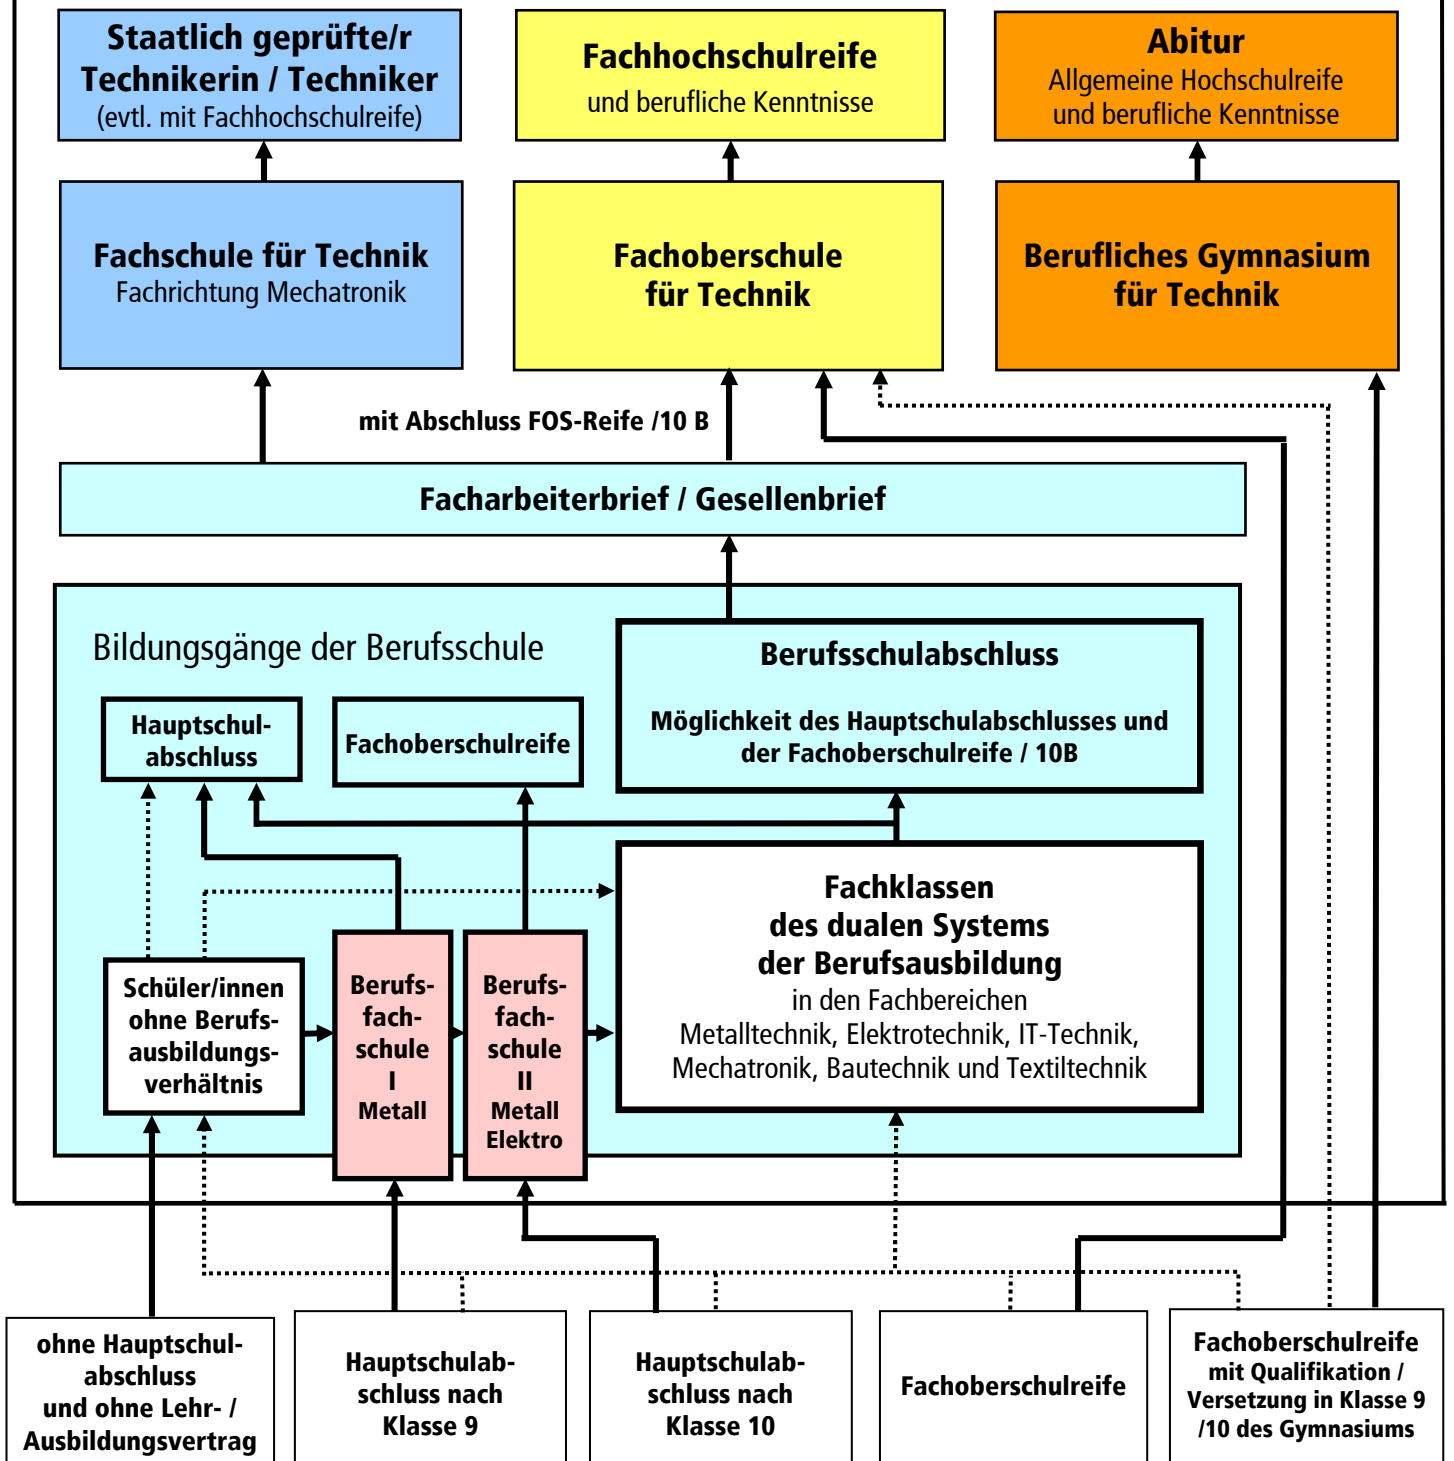 Staatlich geprüfte/r
Technikerin / Techniker
(evtl. mit Fachhochschulreife)
Fachhochschulreife
und berufliche Kenntnisse
Abitur
Allgemeine Hochschulreife
und berufliche Kenntnisse
Fachschule für Technik
Fachrichtung Mechatronik
Fachoberschule
für Technik
Berufliches Gymnasium
für Technik
mit Abschluss FOS-Reife /10 B
Facharbeiterbrief / Gesellenbrief
Bildungsgänge der Berufsschule
Berufsschulabschluss
Möglichkeit des Hauptschulabschlusses und
der Fachoberschulreife / 10B
Hauptschul-
abschluss
Fachoberschulreife
Fachklassen
des dualen Systems
der Berufsausbildung
in den Fachbereichen
Metalltechnik, Elektrotechnik, IT-Technik,
Mechatronik, Bautechnik und Textiltechnik
Schüler/innen
ohne Berufs-
ausbildungs-
verhältnis
Berufs-
fach-
schule
I
Metall
Berufs-
fach-
schule
II
Metall
Elektro
ohne Hauptschul-
abschluss
und ohne Lehr- /
Ausbildungsvertrag
Hauptschulab-
schluss nach
Klasse 9
Hauptschulab-
schluss nach
Klasse 10
Fachoberschulreife
Fachoberschulreife
mit Qualifikation /
Versetzung in Klasse 9
/10 des Gymnasiums